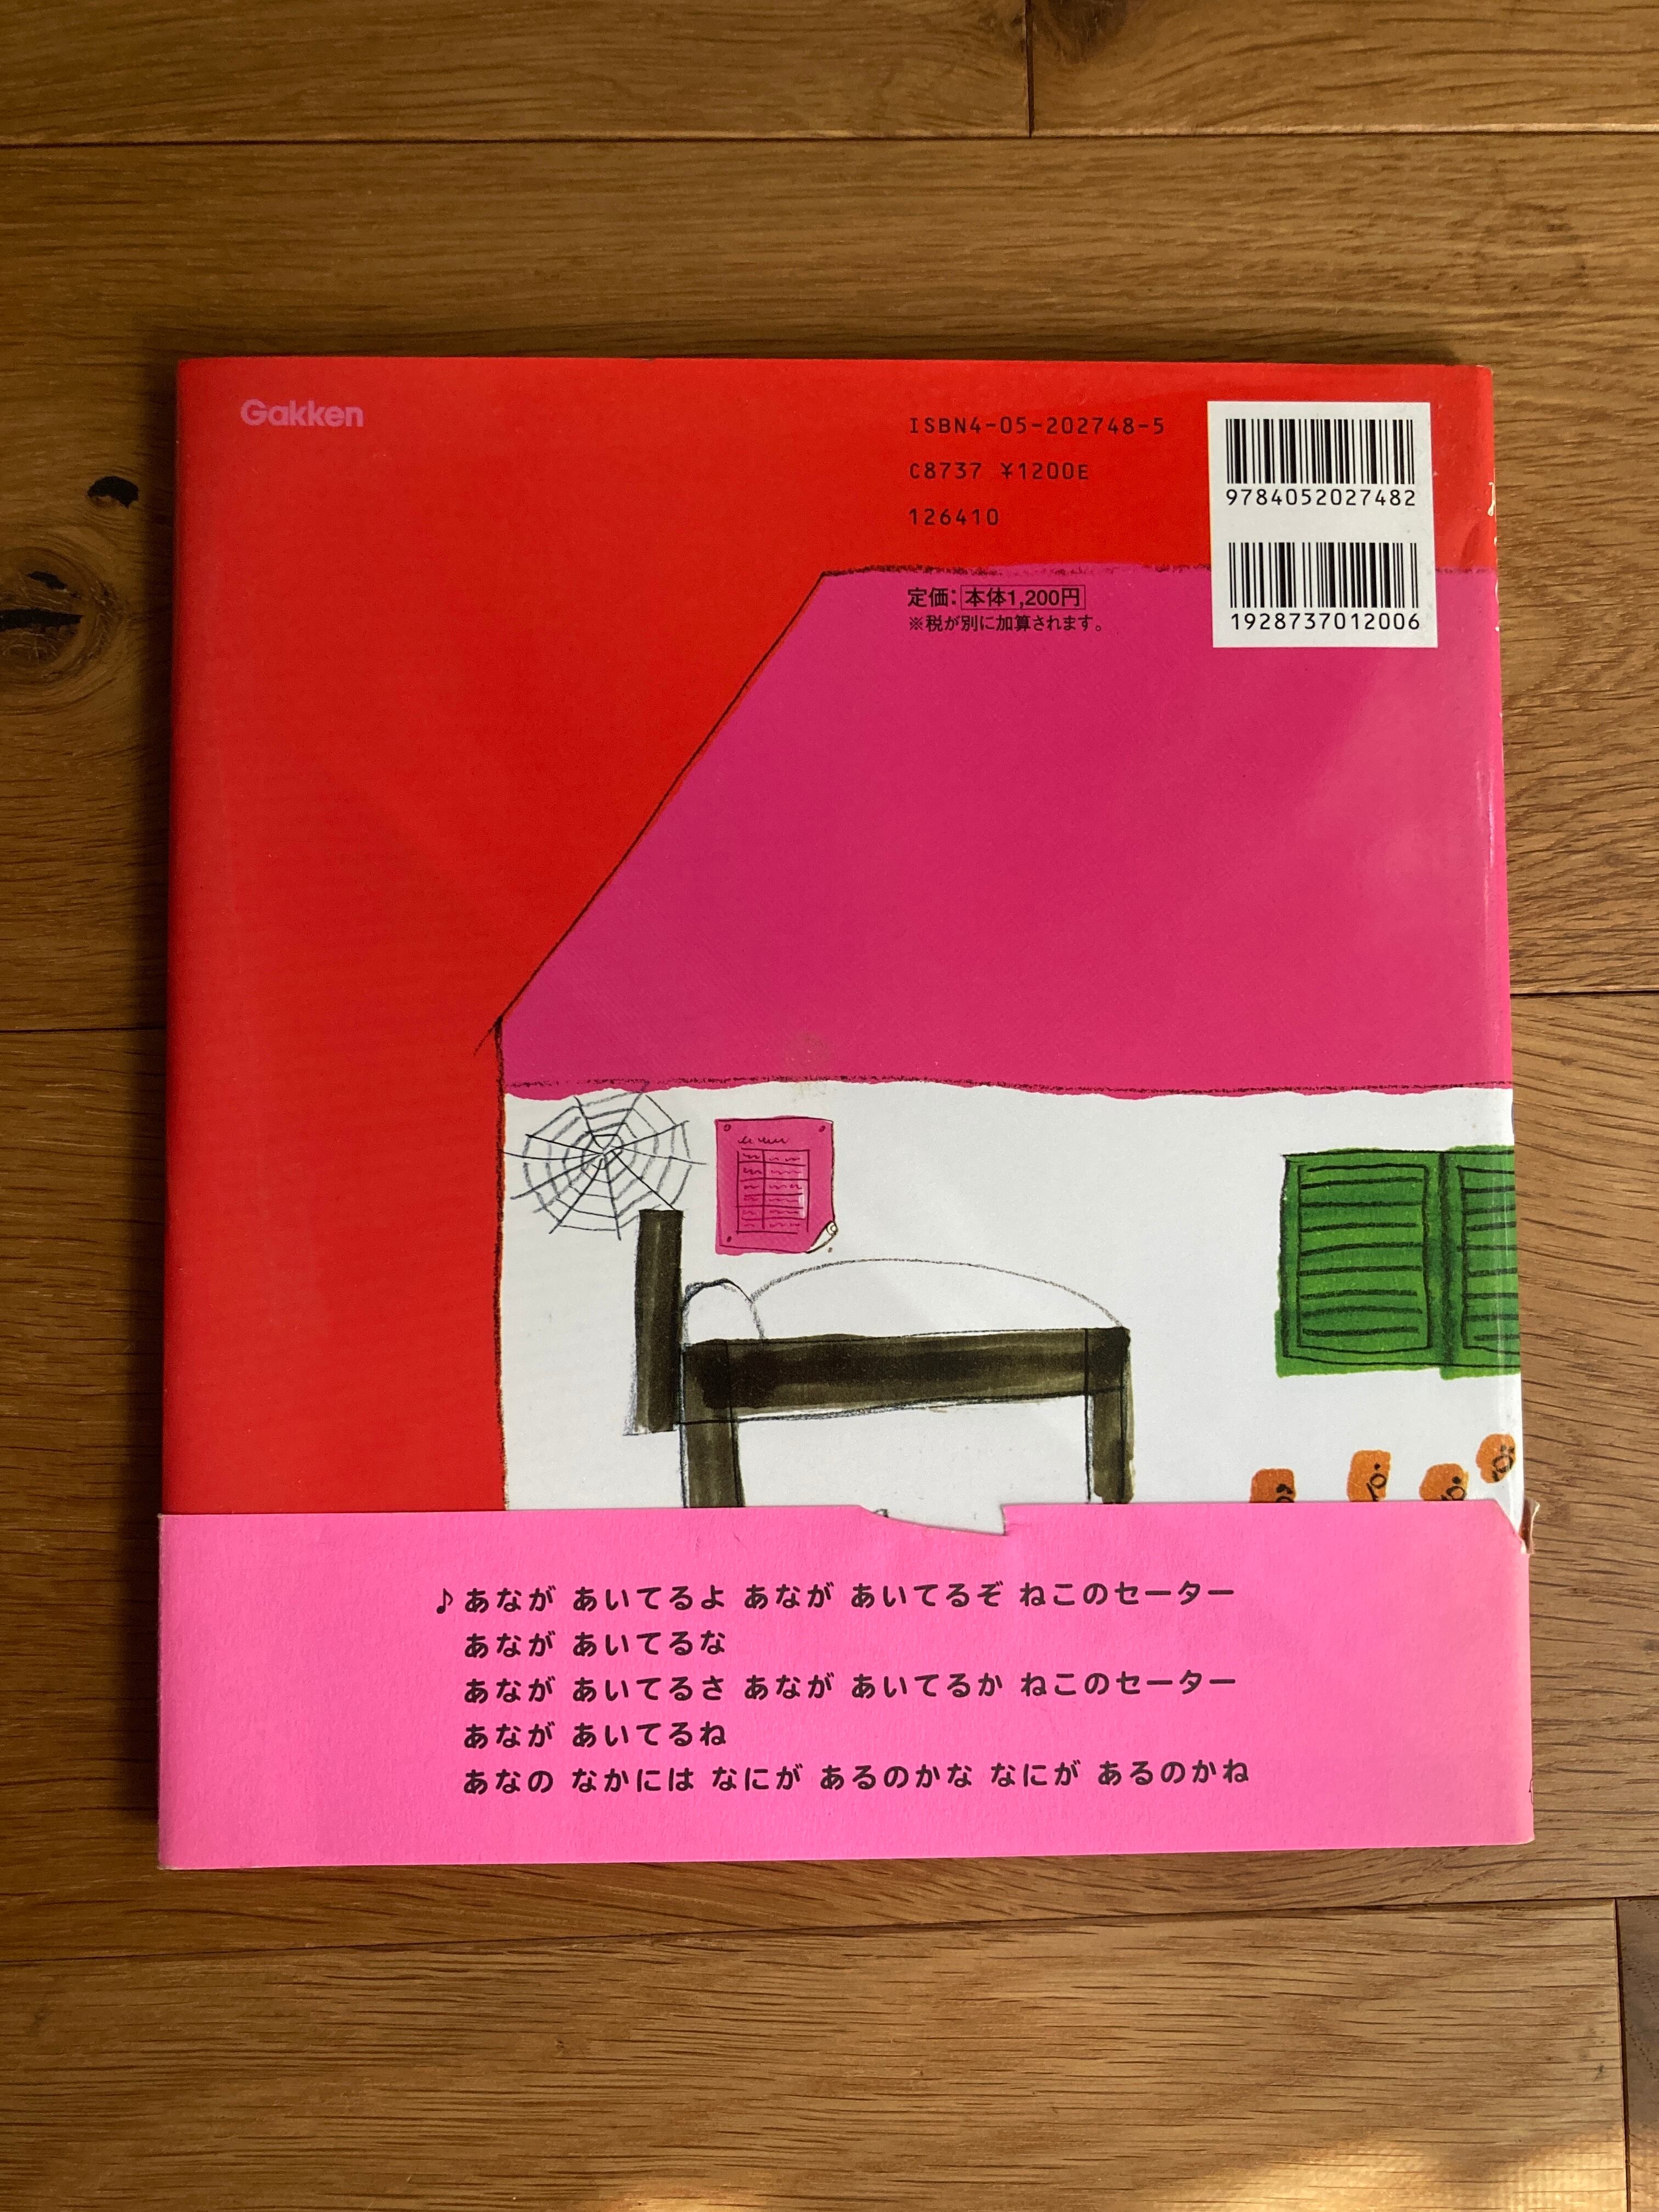 Gakken
ISBN4-05-202748-5
C8737 ¥1200E
126410
9784052027482
1928737012006
定価:本体1,200円
※税が別に加算されます。
♪あなが あいてるよ あなが あいてるぞ ねこのセーター
あなが あいてるな
あなが あいてるさ あなが あいてるか ねこのセーター
あなが あいてるね
あなの なかには なにが あるのかな なにが あるのかね